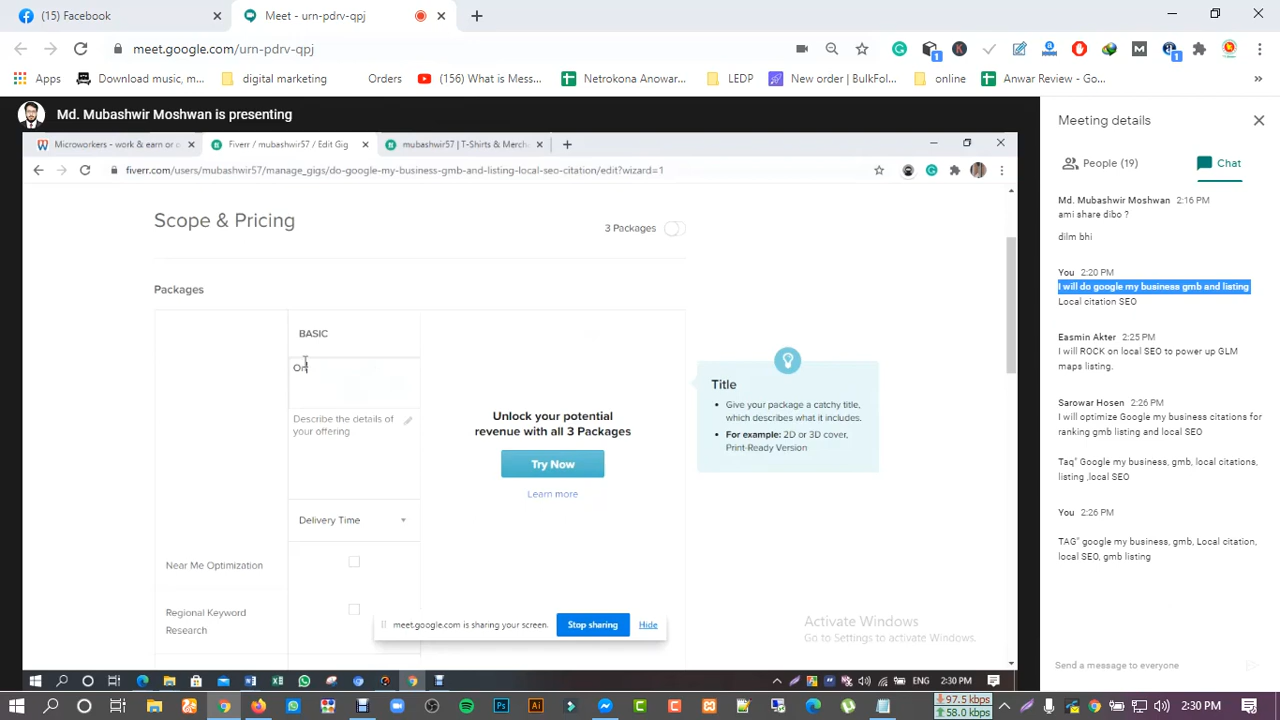 (15) Facebook
Meet - urn-pdrv-qpj
meet.google.com/urn-pdrv-qpj
Apps
Download music, m...
digital marketing
Orders
(156) What is Mess...
Netrokona Anowar...
LEDP
New order | BulkFol...
online
Anwar Review - Go...
»
Md. Mubashwir Moshwan is presenting
Microworkers - work & earn or o
Fiverr / mubashwir57 / Edit Gig
mubashwir57 | T-Shirts & Merch
fiverr.com/users/mubashwir57/manage_gigs/do-google-my-business-gmb-and-listing-local-seo-citation/edit?wizard=1
Scope & Pricing
3 Packages
Packages
BASIC
On
Describe the details of
your offering
Unlock your potential
revenue with all 3 Packages
Try Now
Learn more
Delivery Time
Near Me Optimization
Regional Keyword
Research
Title
• Give your package a catchy title,
which describes what it includes.
• For example: 2D or 3D cover,
Print-Ready Version
meet.google.com is sharing your screen.
Stop sharing
Hide
Activate Windows
Go to Settings to activate Windows.
ENG
2:30 PM
Meeting details
People (19)
Chat
Md. Mubashwir Moshwan 2:16 PM
ami share dibo ?
dilm bhi
You 2:20 PM
I will do google my business gmb and listing
Local citation SEO
Easmin Akter 2:25 PM
I will ROCK on local SEO to power up GLM
maps listing.
Sarowar Hosen 2:26 PM
I will optimize Google my business citations for
ranking gmb listing and local SEO
Taq" Google my business, gmb, local citations,
listing ,local SEO
You 2:26 PM
TAG" google my business, gmb, Local citation,
local SEO, gmb listing
Send a message to everyone
97.5 kbps
58.0 kbps
2:30 PM